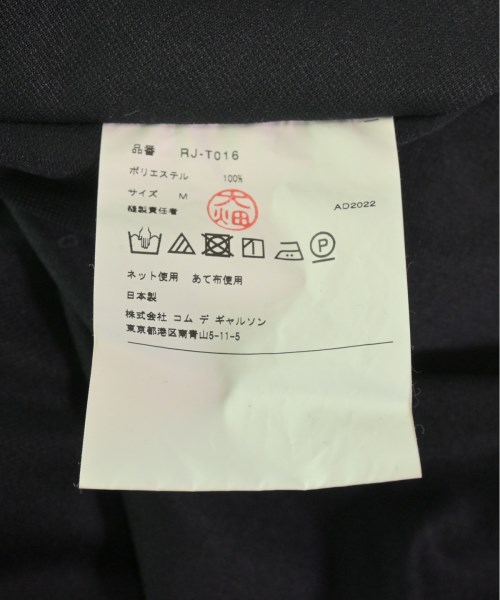 品番 RJ-T016
ポリエステル 100%
サイズ M
縫製責任者 大畑 AD2022
P
ネット使用 あて布使用
日本製
株式会社 コム デ ギャルソン
東京都港区南青山5-11-5